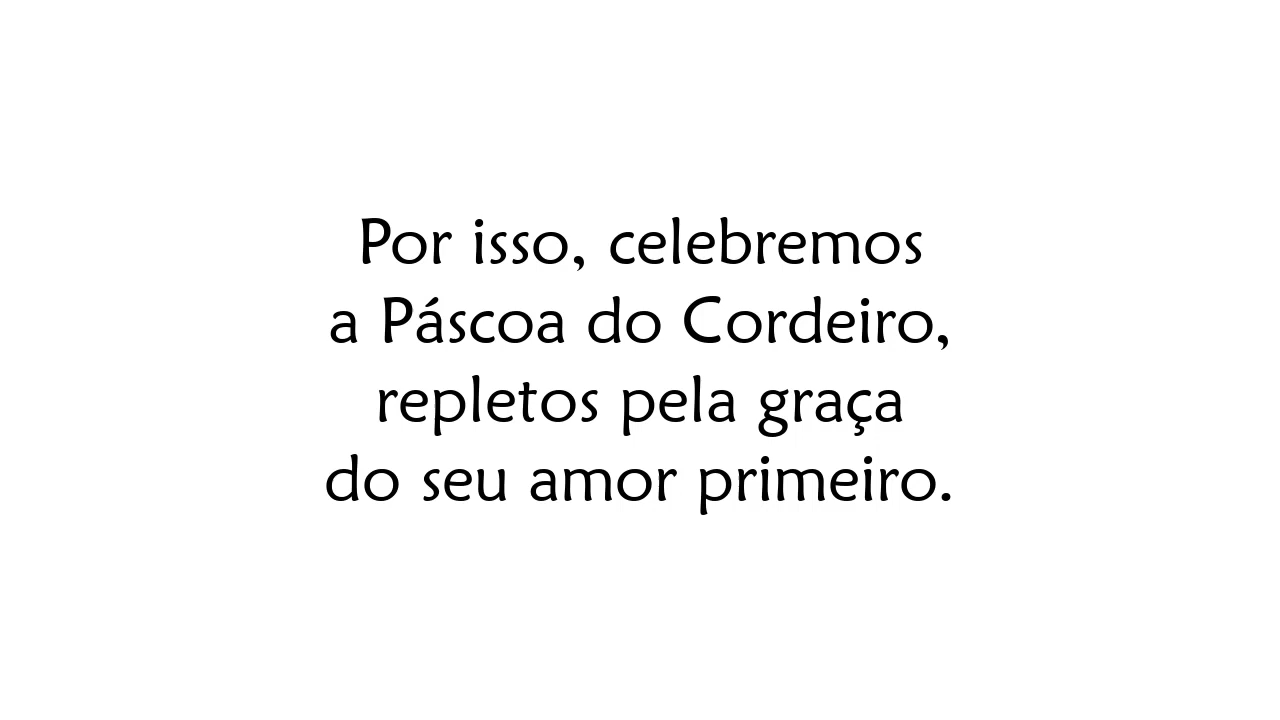 Por isso, celebremos
a Páscoa do Cordeiro,
repletos pela graça
do seu amor primeiro.